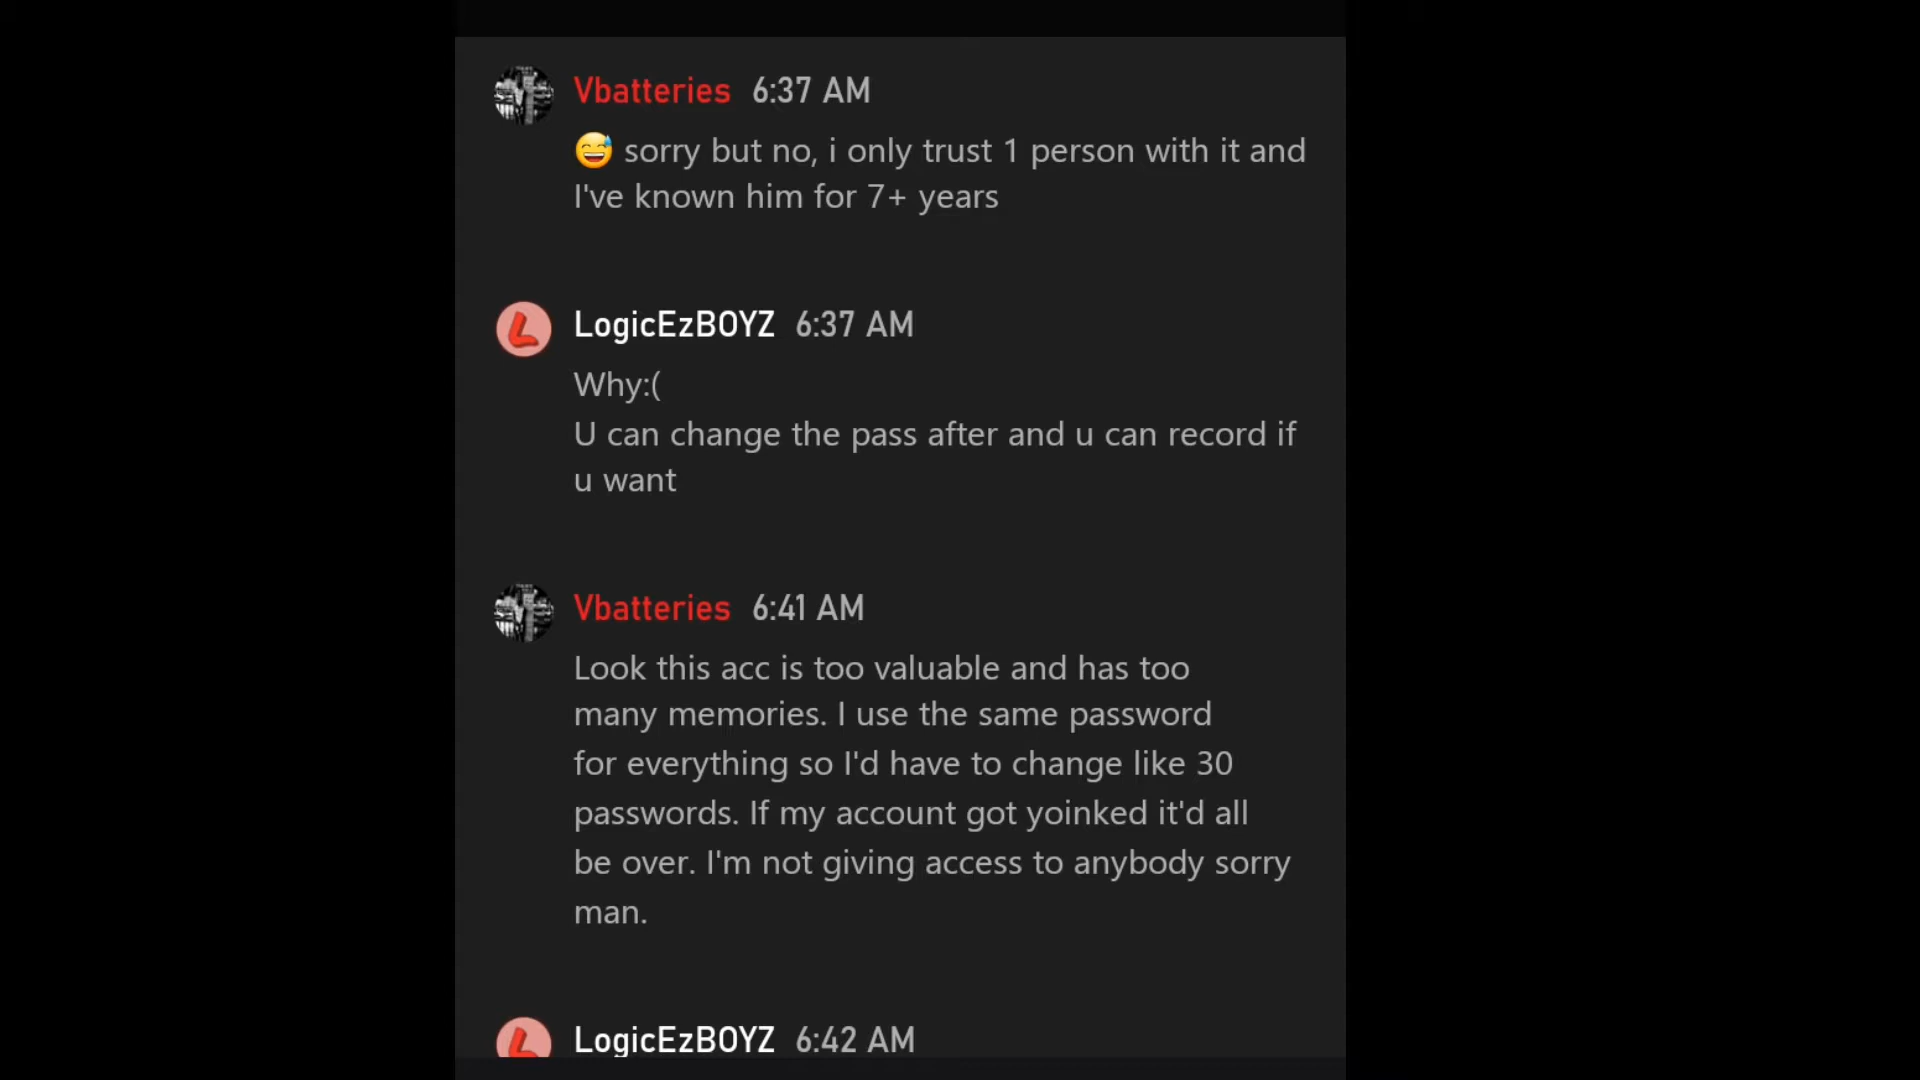 Vbatteries 6:37 AM
😅 sorry but no, i only trust 1 person with it and
I've known him for 7+ years
LogicEzBOYZ 6:37 AM
Why:(
U can change the pass after and u can record if
u want
Vbatteries 6:41 AM
Look this acc is too valuable and has too
many memories. I use the same password
for everything so I'd have to change like 30
passwords. If my account got yoinked it'd all
be over. I'm not giving access to anybody sorry
man.
LogicEzBOYZ 6:42 AM